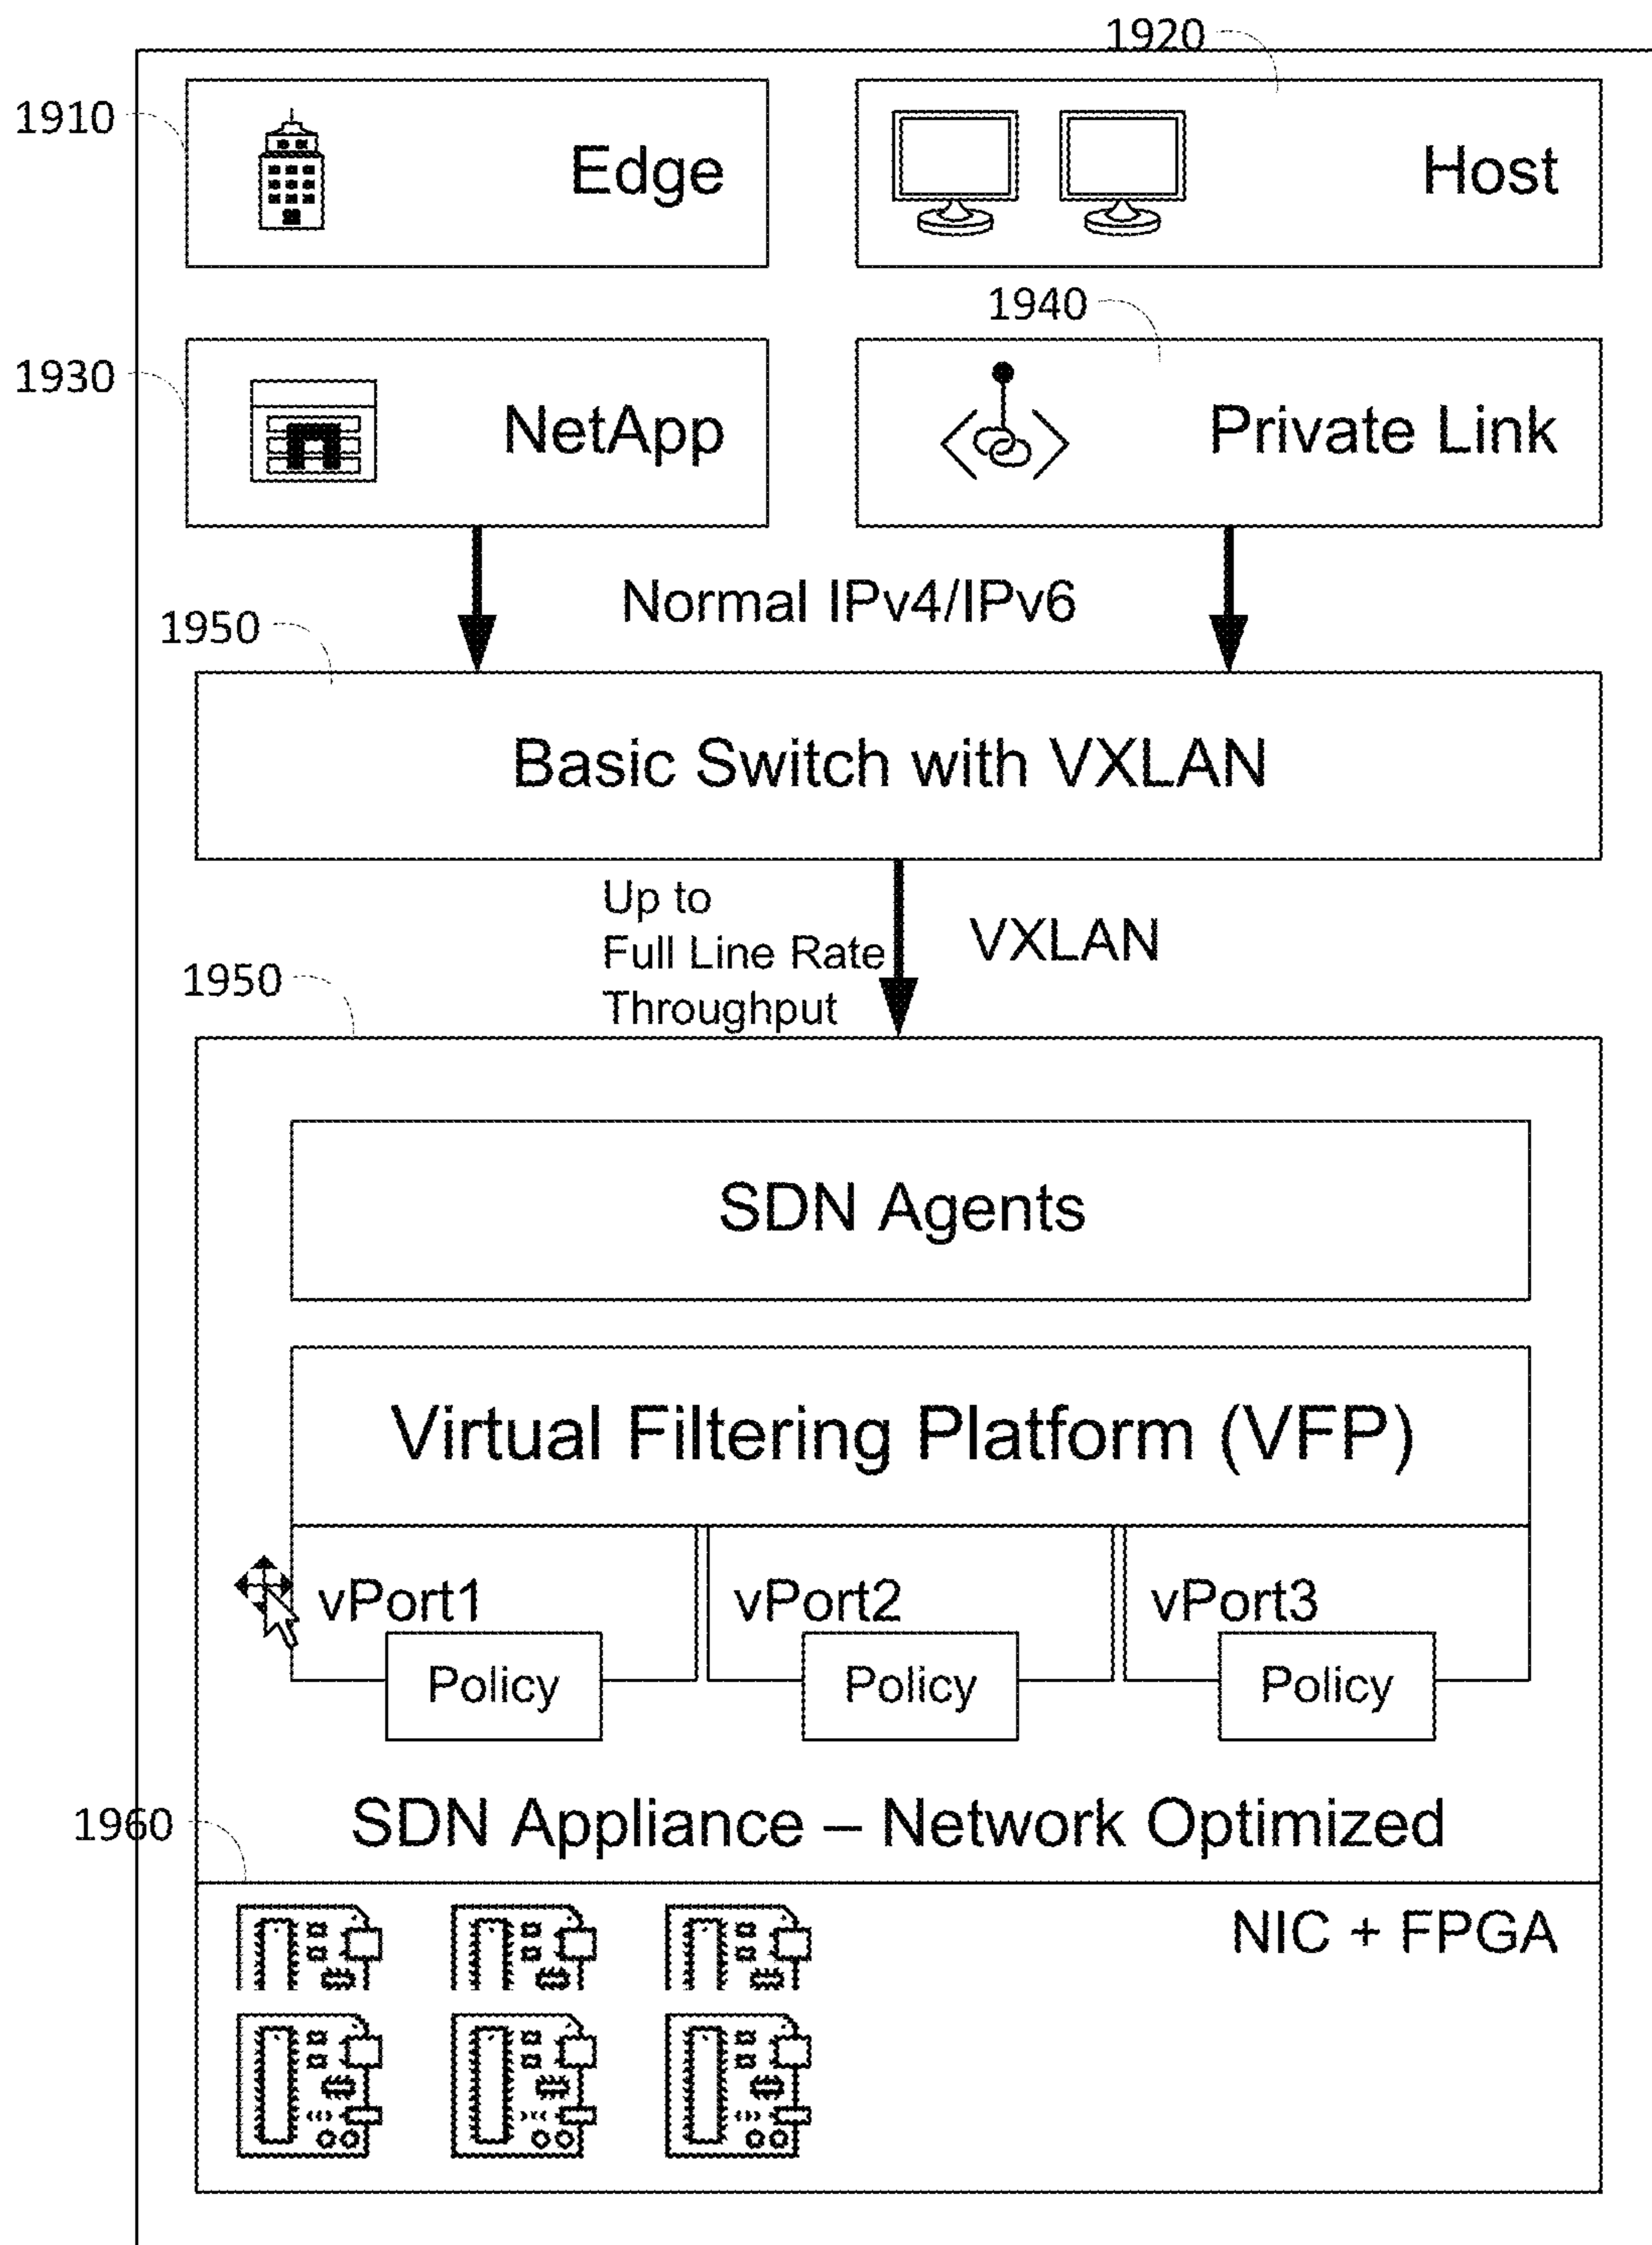 1920
1910
Edge
Host
1940
1930
NetApp
Private Link
Normal IPv4/IPv6
1950
Basic Switch with VXLAN
Up to
Full Line Rate
Throughput
VXLAN
1950
SDN Agents
Virtual Filtering Platform (VFP)
vPort1
vPort2
vPort3
Policy
Policy
Policy
SDN Appliance – Network Optimized
1960
NIC + FPGA